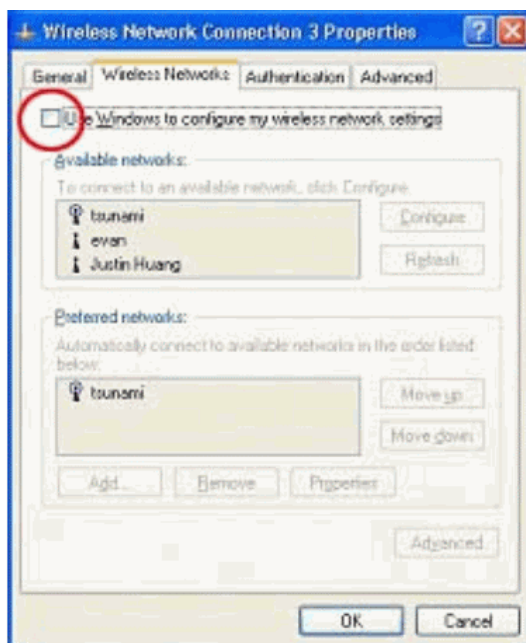 Wireless Network Connection 3 Properties
General Wireless Networks Authentication Advanced
Use Windows to configure my wireless network settings
Available networks:
To connect to an available network, click Configure.
tsunami
evan
Justin Huang
Configure
Refresh
Preferred networks:
Automatically connect to available networks in the order listed
below:
tsunami
Move up
Move down
Add... Remove Properties
Advanced
OK Cancel